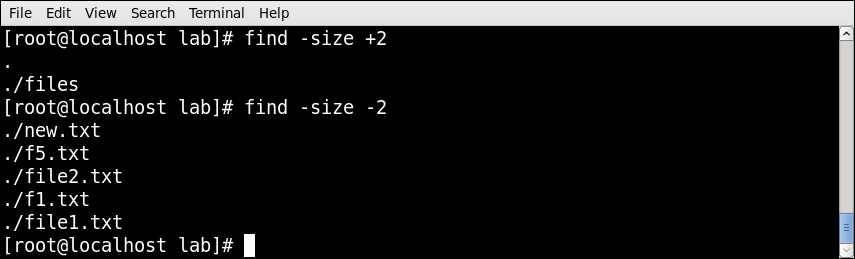 File Edit View Search Terminal Help
[root@localhost lab]# find -size +2
.
./files
[root@localhost lab]# find -size -2
./new.txt
./f5.txt
./file2.txt
./f1.txt
./file1.txt
[root@localhost lab]#